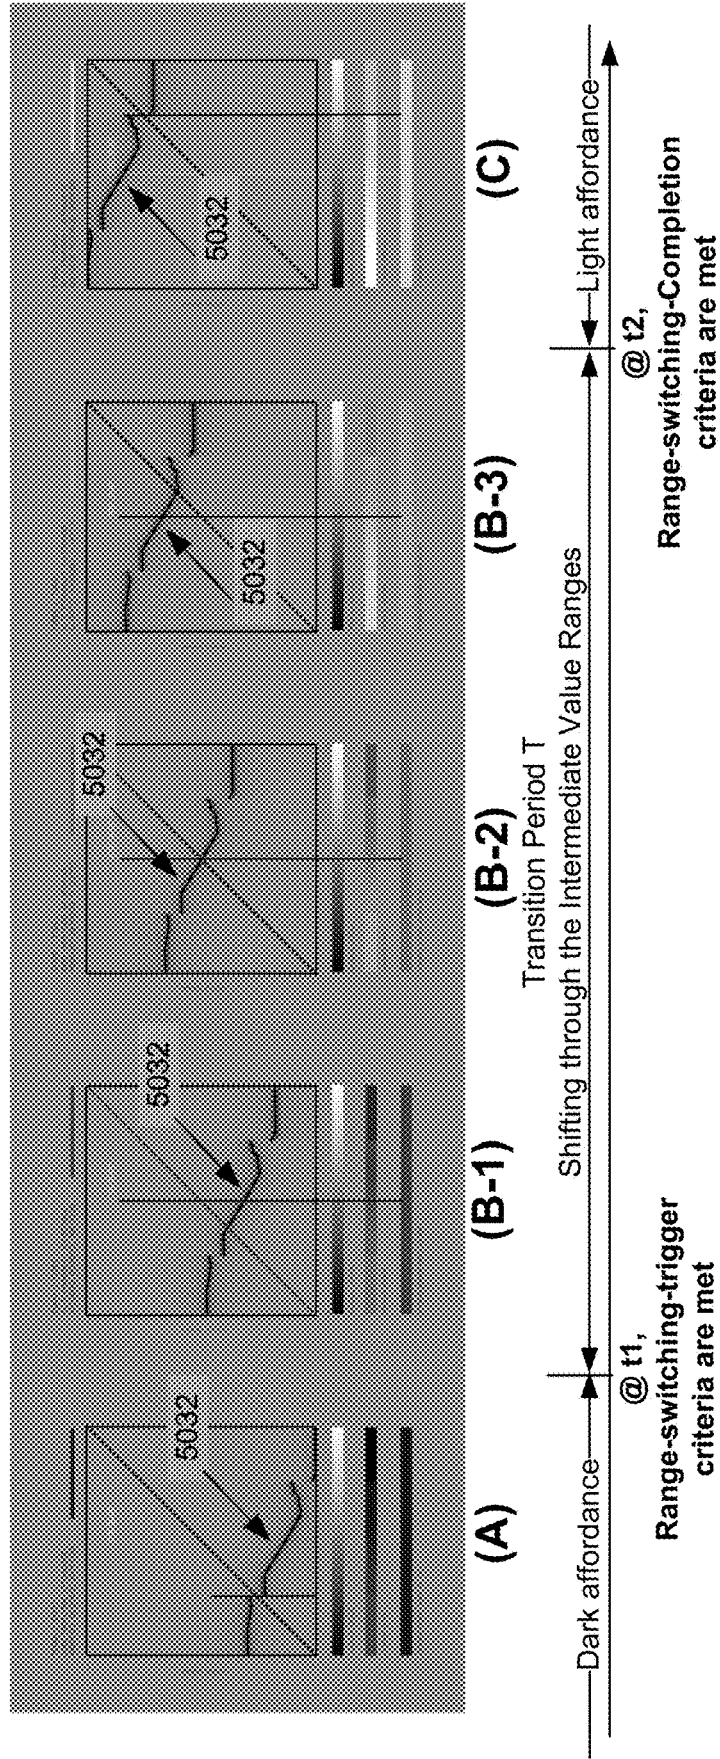 5032
5032
5032
5032
5032
(A)
(B-1)
(B-2)
(B-3)
(C)
Transition Period T
Shifting through the Intermediate Value Ranges
Dark affordance
Light affordance
@ t1,
Range-switching-trigger
criteria are met
@ t2,
Range-switching-Completion
criteria are met